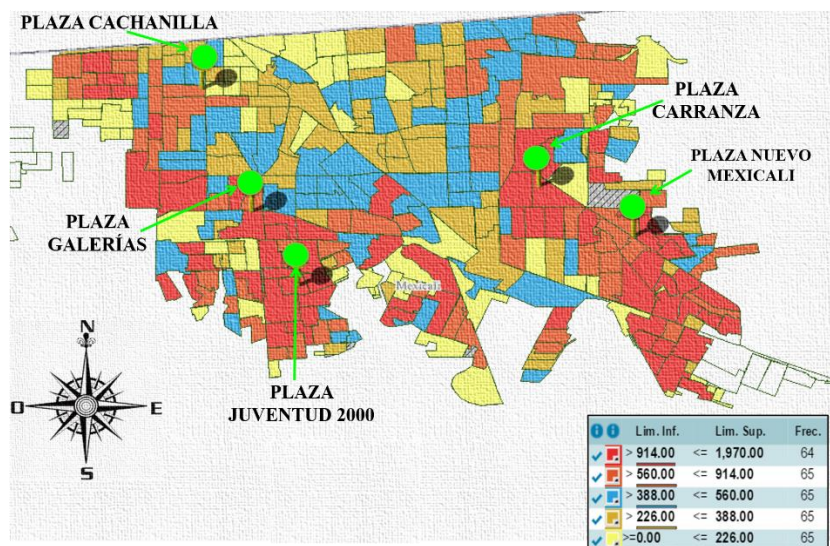 PLAZA CACHANILLA
PLAZA
CARRANZA
PLAZA NUEVO
MEXICALI
PLAZA
GALERÍAS
Mexicali
PLAZA
JUVENTUD 2000
N
O
E
S
Lim. Inf. Lim. Sup. Frec.
> 914.00 <= 1,970.00 64
> 560.00 <= 914.00 65
> 388.00 <= 560.00 65
> 226.00 <= 388.00 65
>=0.00 <= 226.00 65